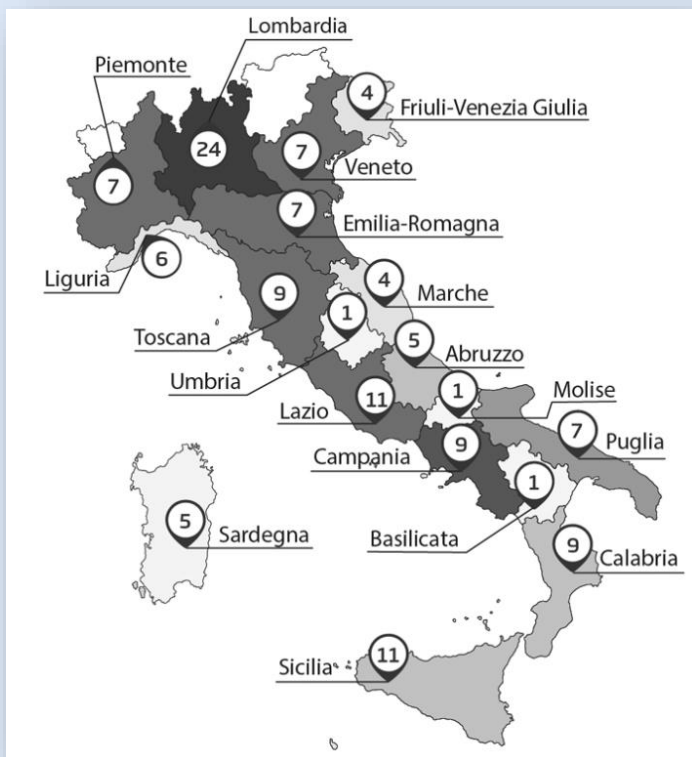 Lombardia
Piemonte
4
Friuli-Venezia Giulia
24
7
Veneto
7
7
Emilia-Romagna
6
Liguria
4
Marche
9
Toscana
1
Umbria
5
Abruzzo
1
Molise
11
Lazio
7
Puglia
9
Campania
1
Basilicata
5
Sardegna
9
Calabria
11
Sicilia